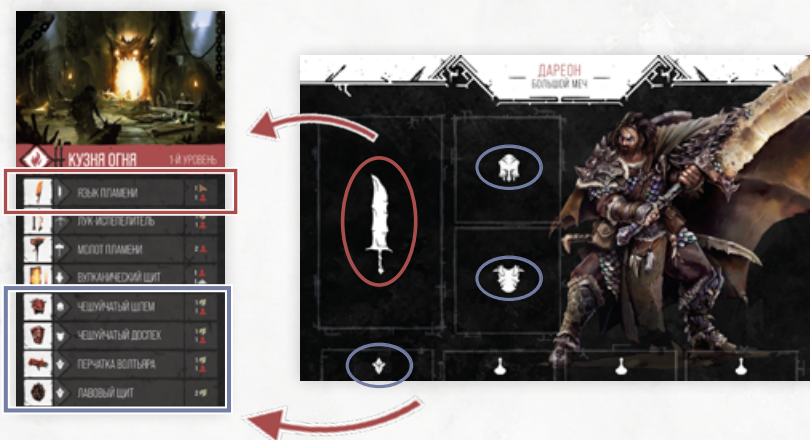 КУЗНЯ ОГНЯ 1-Й УРОВЕНЬ
ЯЗЫК ПЛАМЕНИ
ЛУК-ИСПЕПЕЛИТЕЛЬ
МОЛОТ ПЛАМЕНИ
ВУЛКАНИЧЕСКИЙ ЩИТ
ЧЕШУЙЧАТЫЙ ШЛЕМ
ЧЕШУЙЧАТЫЙ ДОСПЕХ
ПЕРЧАТКА ВОЛТЬЯРА
ЛАВОВЫЙ ЩИТ
ДАРЕОН
БОЛЬШОЙ МЕЧ